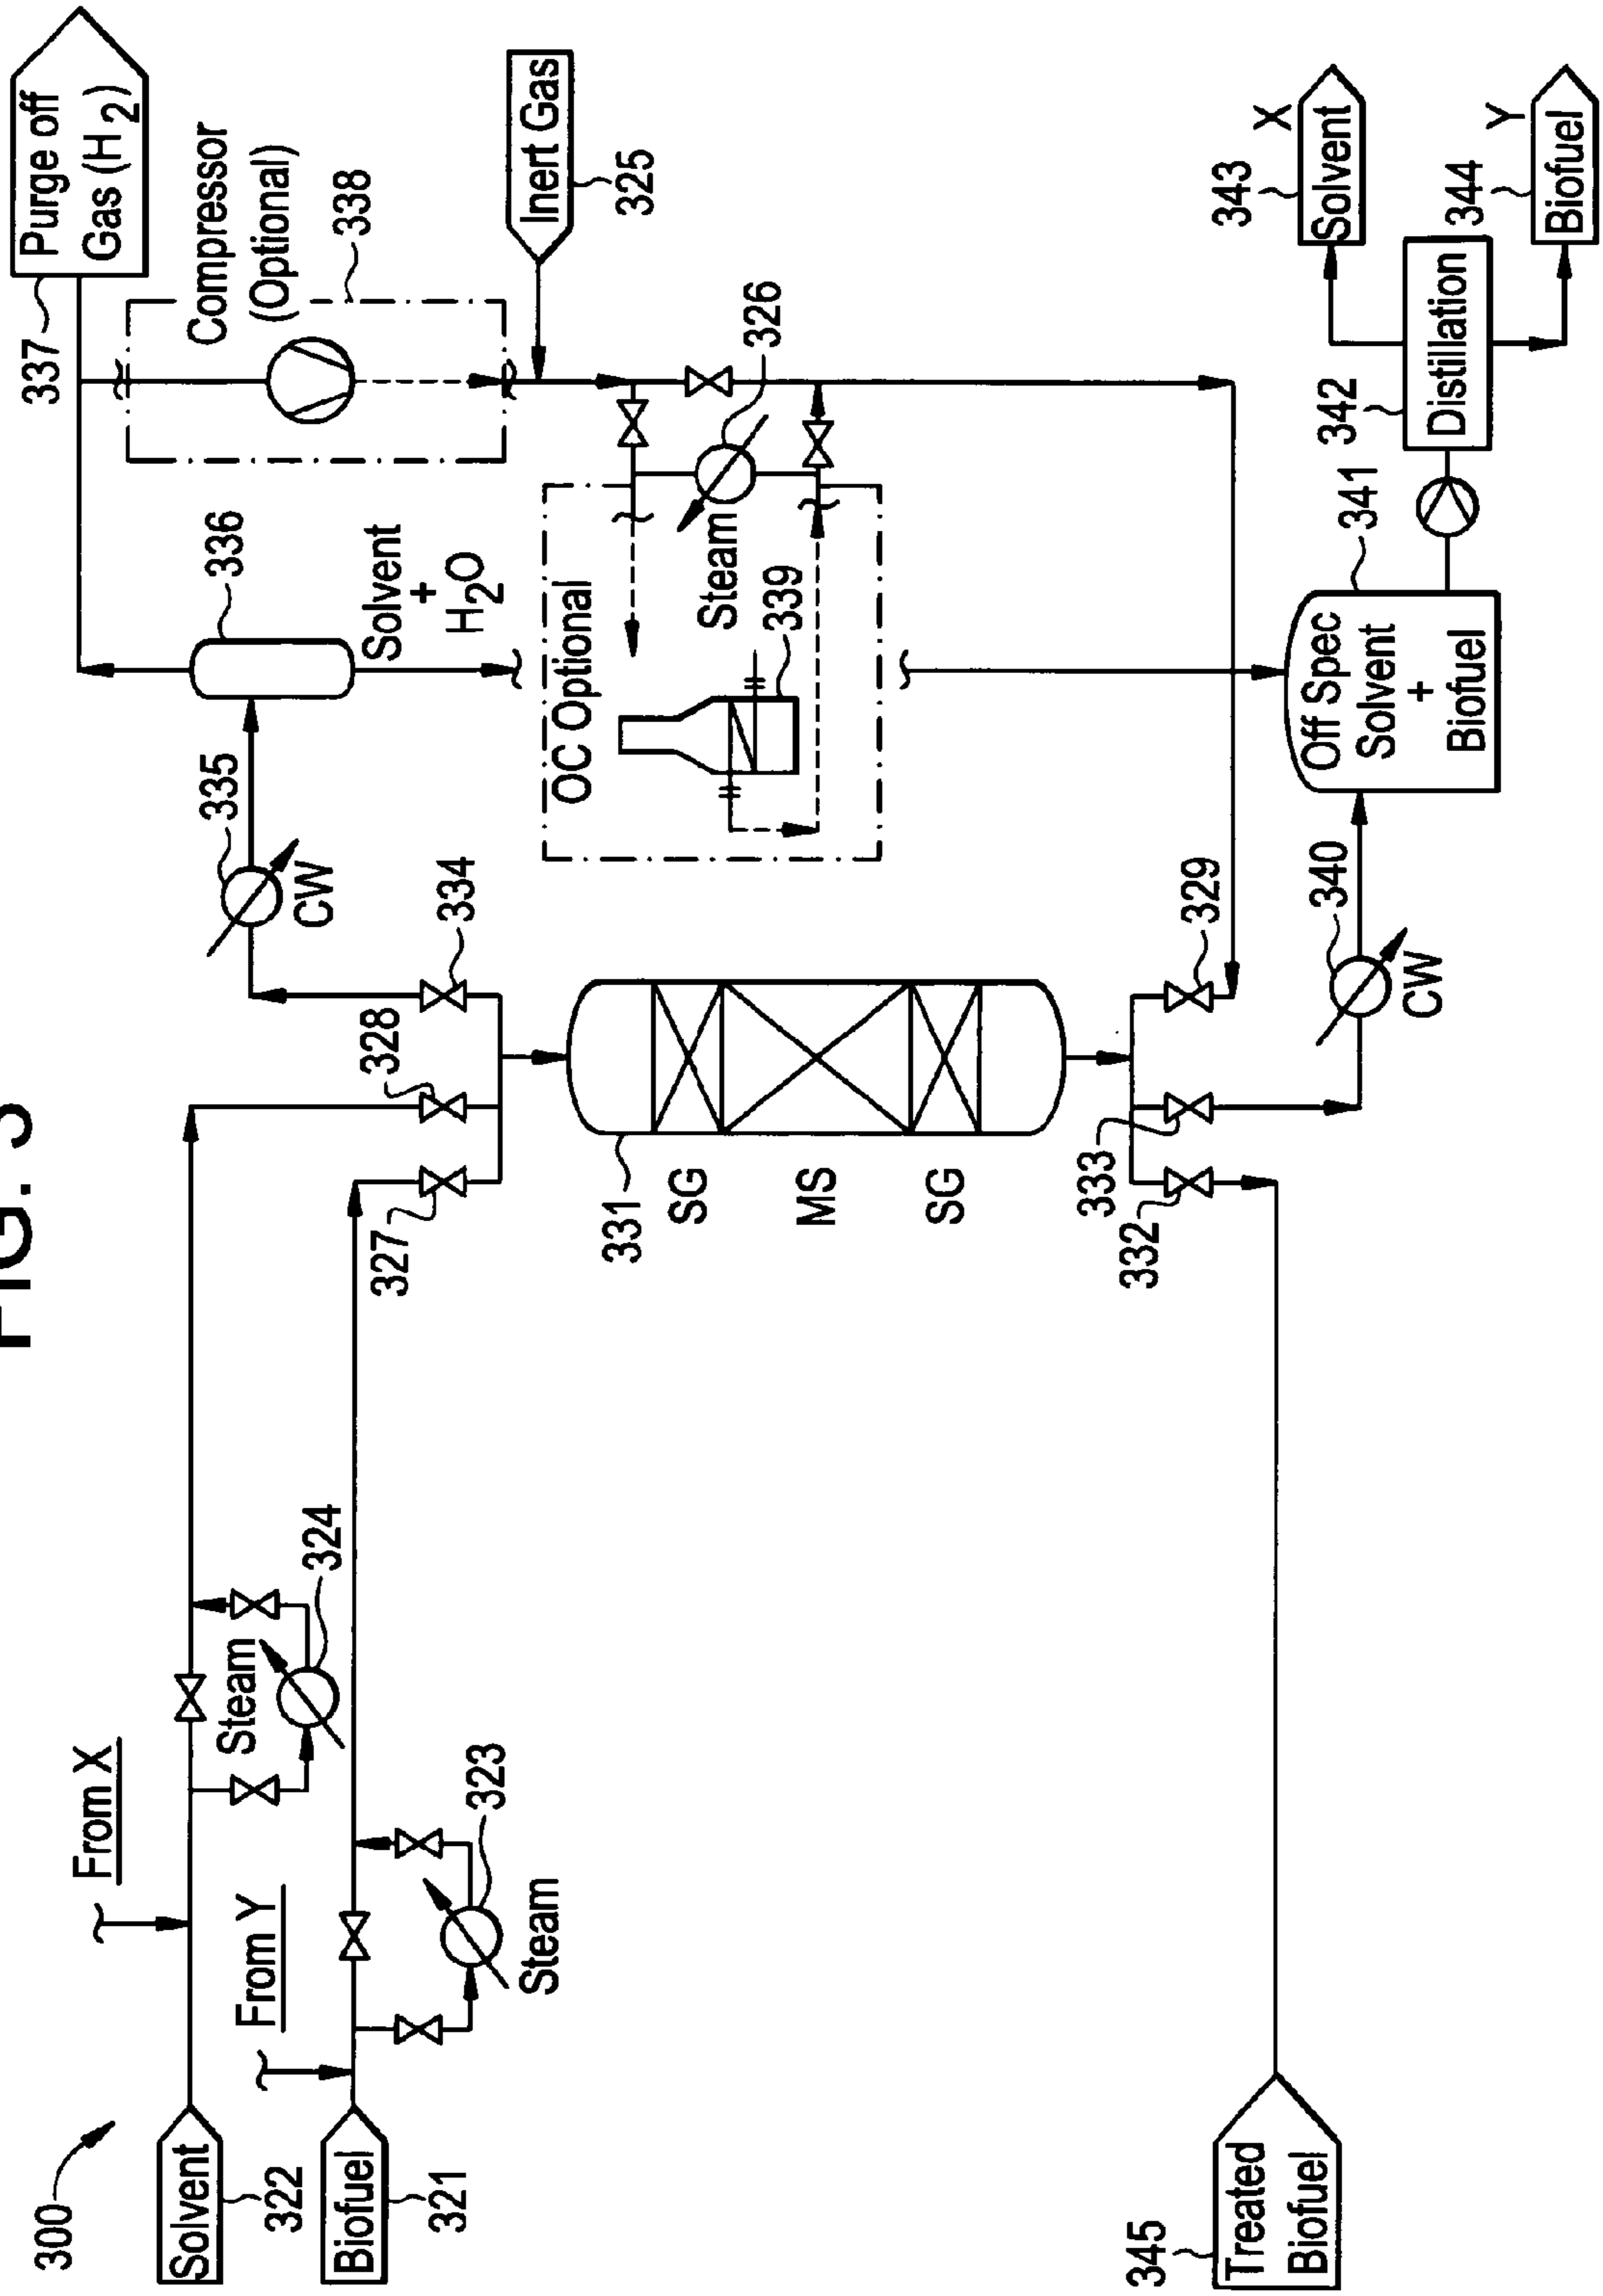 FIG. 3
300
Solvent
322
Biofuel
321
From X
From Y
Steam
324
323
Steam
327
328
334
335
CW
336
Solvent
+
H2O
337
Purge off
Gas (H2)
Compressor
(Optional)
338
Inert Gas
325
326
Steam
OC Optional
339
331
SG
MS
SG
332
333
329
340
CW
341
Off Spec
Solvent
+
Biofuel
342
Distillation
343
X
Solvent
344
Y
Biofuel
345
Treated
Biofuel